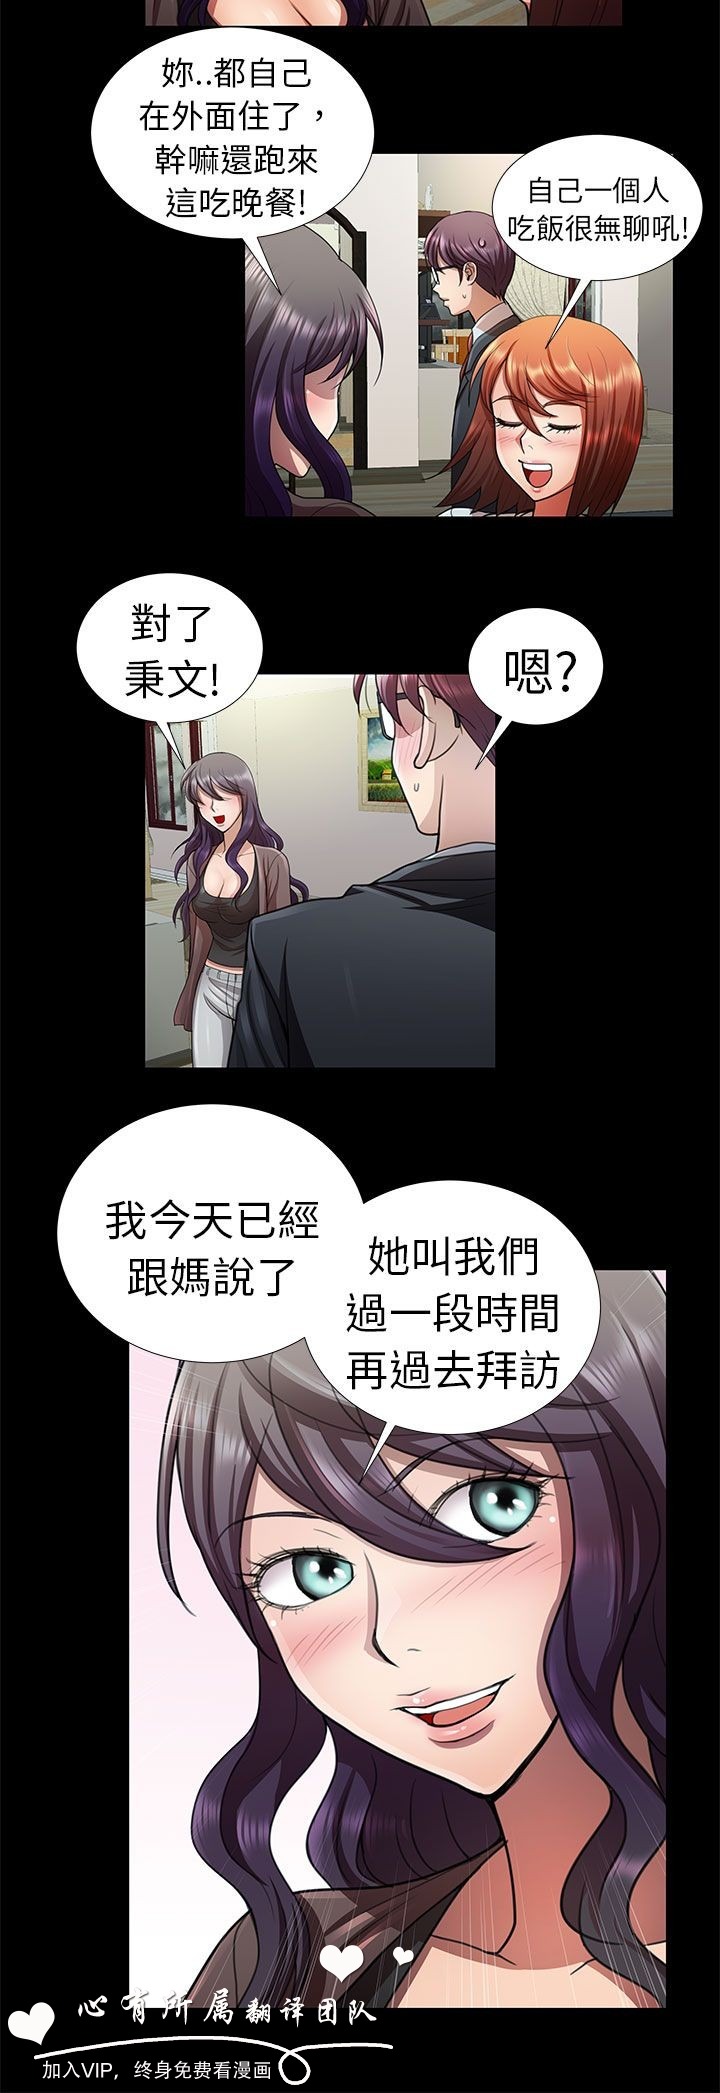 妳..都自己
在外面住了，
幹嘛還跑來
這吃晚餐!
自己一個人
吃飯很無聊吼!
對了
秉文!
嗯?
我今天已經
跟媽說了
她叫我們
過一段時間
再過去拜訪
心有所属翻译团队
加入VIP，终身免费看漫画